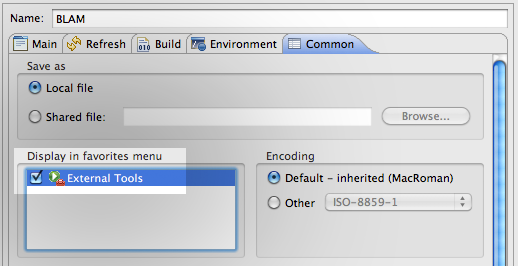 Name: BLAM
Main Refresh Build Environment Common
Save as
Local file
Shared file: Browse...
Display in favorites menu
External Tools
Encoding
Default - inherited (MacRoman)
Other ISO-8859-1